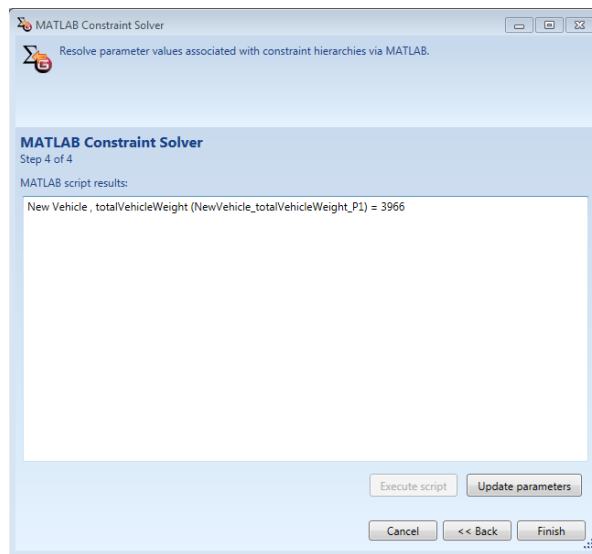 MATLAB Constraint Solver
Resolve parameter values associated with constraint hierarchies via MATLAB.
MATLAB Constraint Solver
Step 4 of 4
MATLAB script results:
New Vehicle , totalVehicleWeight (NewVehicle_totalVehicleWeight_P1) = 3966
Execute script Update parameters
Cancel << Back Finish